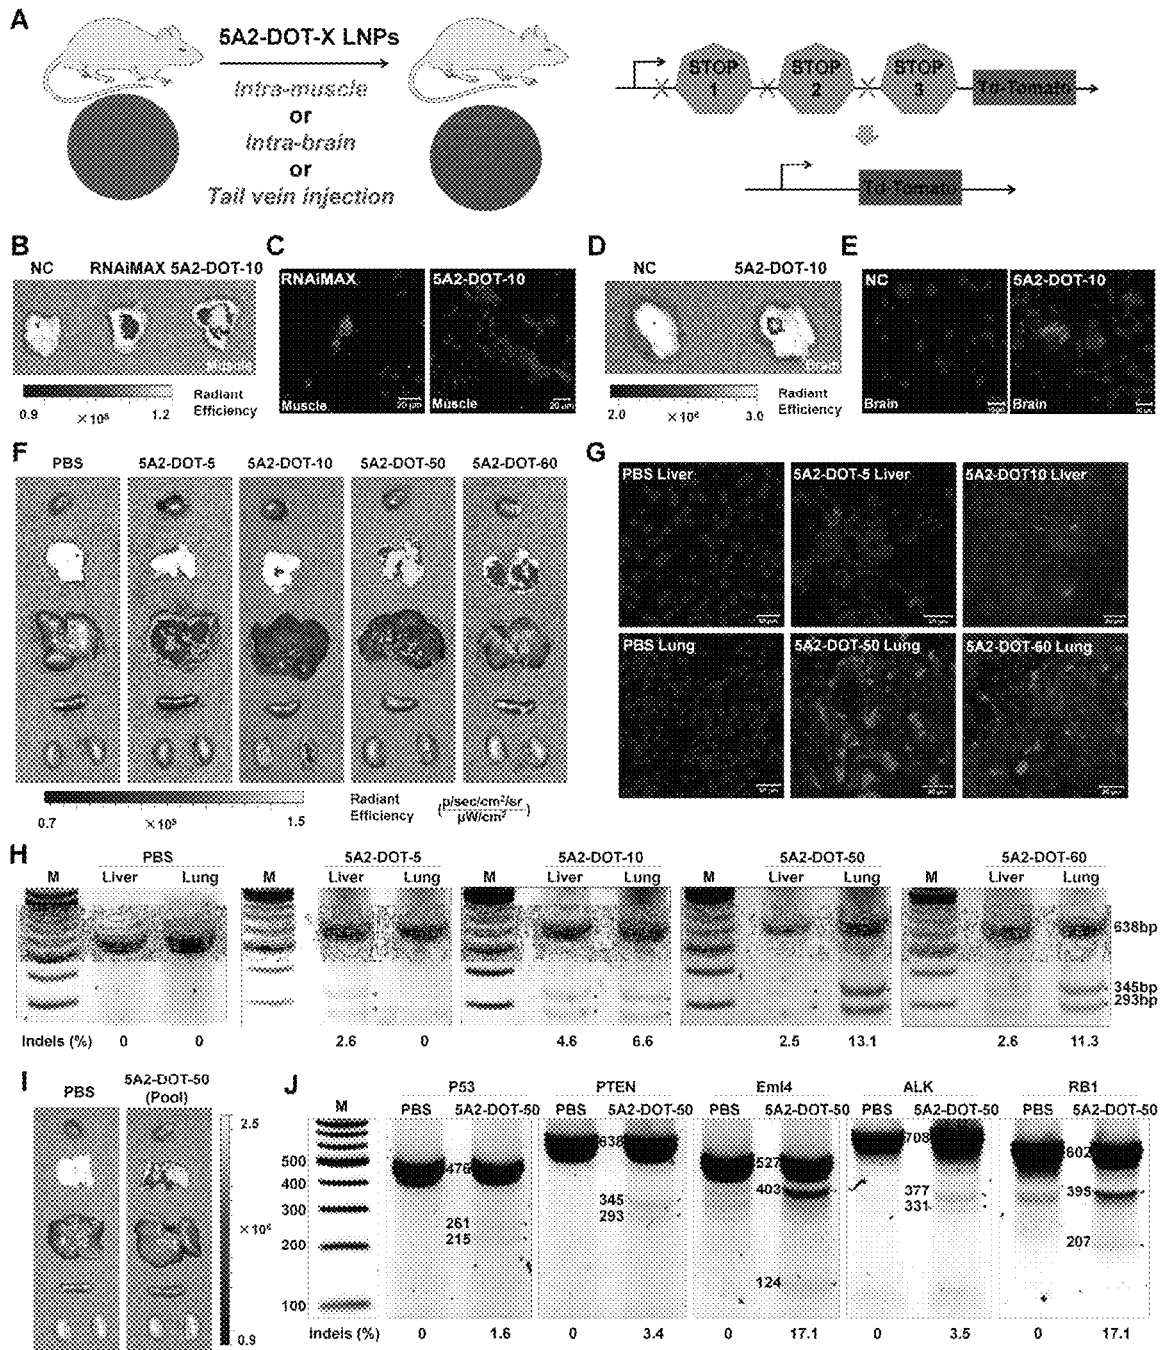 A
5A2-DOT-X LNPs
Intra-muscle
or
Intra-brain
or
Tail vein injection
STOP 1
STOP 2
STOP 3
Td-Tomato
Td-Tomato
B
NC RNAiMAX 5A2-DOT-10
Muscle
0.9 ×10⁸ 1.2
Radiant Efficiency
C
RNAiMAX 5A2-DOT-10
Muscle 20 μm Muscle 20 μm
D
NC 5A2-DOT-10
Brain
2.0 ×10⁶ 3.0
Radiant Efficiency
E
NC 5A2-DOT-10
Brain Brain
F
PBS 5A2-DOT-5 5A2-DOT-10 5A2-DOT-50 5A2-DOT-60
0.7 ×10⁹ 1.5
Radiant Efficiency (p/sec/cm²/sr / μW/cm²)
G
PBS Liver 5A2-DOT-5 Liver 5A2-DOT10 Liver
PBS Lung 5A2-DOT-50 Lung 5A2-DOT-60 Lung
H
PBS 5A2-DOT-5 5A2-DOT-10 5A2-DOT-50 5A2-DOT-60
M Liver Lung M Liver Lung M Liver Lung M Liver Lung M Liver Lung
638bp
345bp
293bp
Indels (%) 0 0 2.6 0 4.6 6.6 2.5 13.1 2.6 11.3
I
PBS 5A2-DOT-50 (Pool)
2.5
×10⁶
0.9
J
P53 PTEN Eml4 ALK RB1
M PBS 5A2-DOT-50 PBS 5A2-DOT-50 PBS 5A2-DOT-50 PBS 5A2-DOT-50 PBS 5A2-DOT-50
500
400
300
200
100
476
261
215
638
345
293
527
403
124
708
377
331
602
395
207
Indels (%) 0 1.6 0 3.4 0 17.1 0 3.5 0 17.1